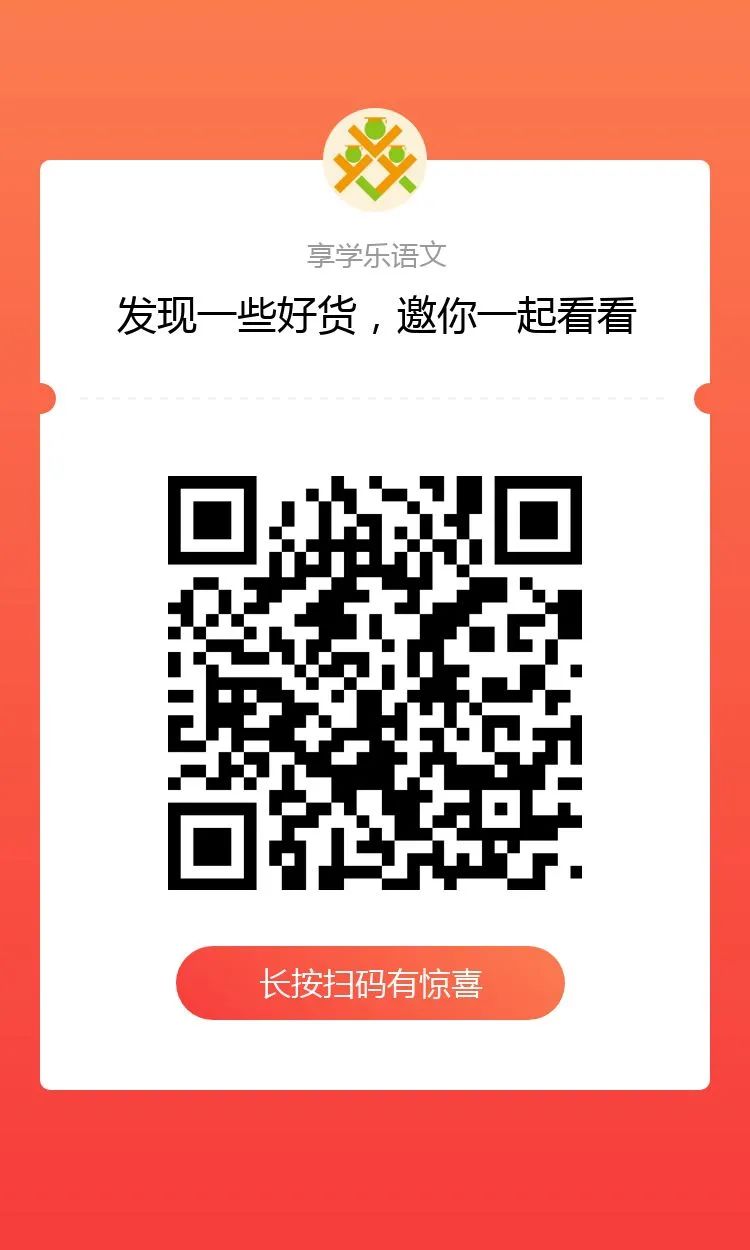 享学乐语文
发现一些好货，邀你一起看看
长按扫码有惊喜